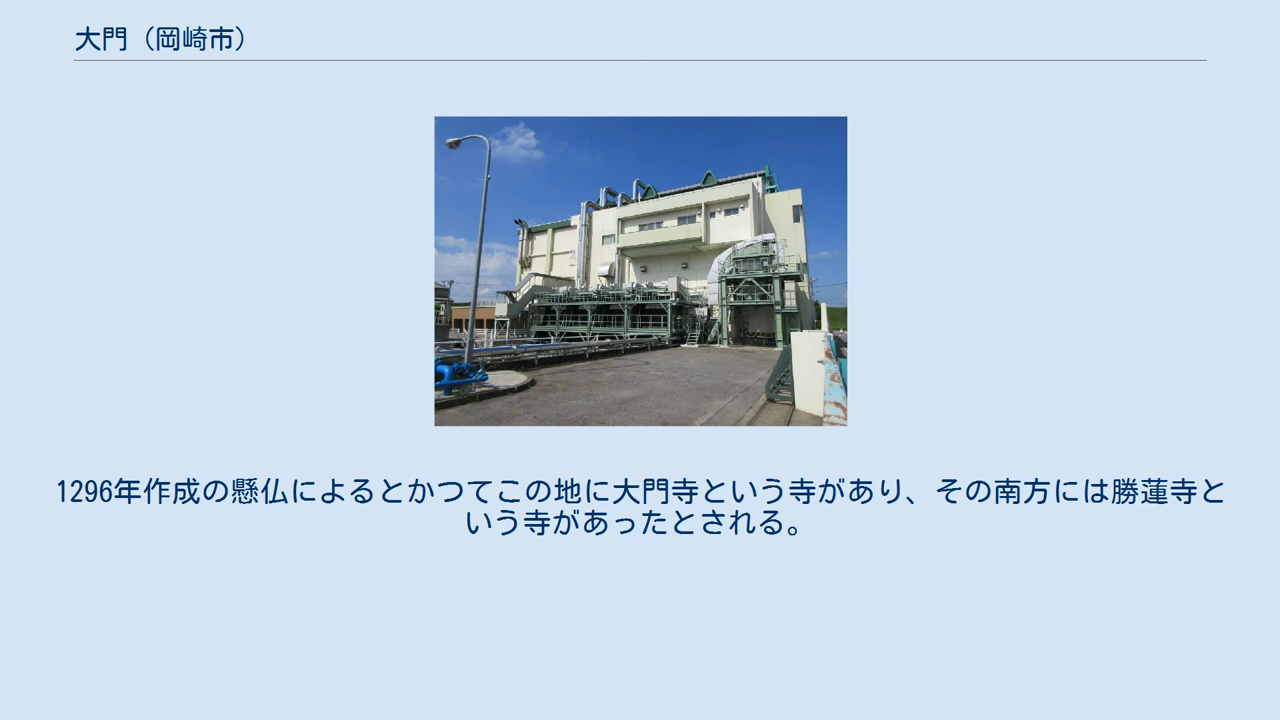 大門（岡崎市）
1296年作成の懸仏によるとかつてこの地に大門寺という寺があり、その南方には勝蓮寺と
いう寺があったとされる。